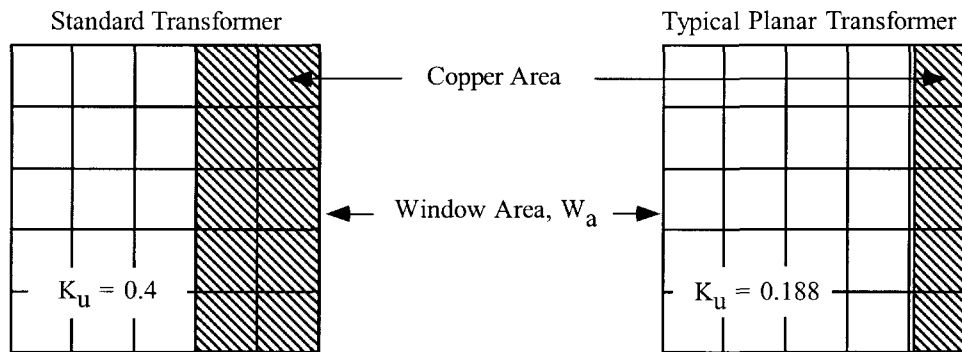 Standard Transformer
Typical Planar Transformer
Copper Area
Window Area, Wa
Ku = 0.4
Ku = 0.188